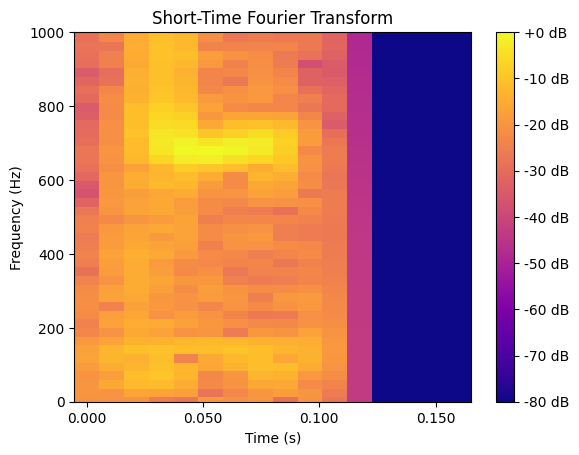 Short-Time Fourier Transform
1000
800
600
400
200
0
Frequency (Hz)
0.000
0.050
0.100
0.150
Time (s)
+0 dB
-10 dB
-20 dB
-30 dB
-40 dB
-50 dB
-60 dB
-70 dB
-80 dB